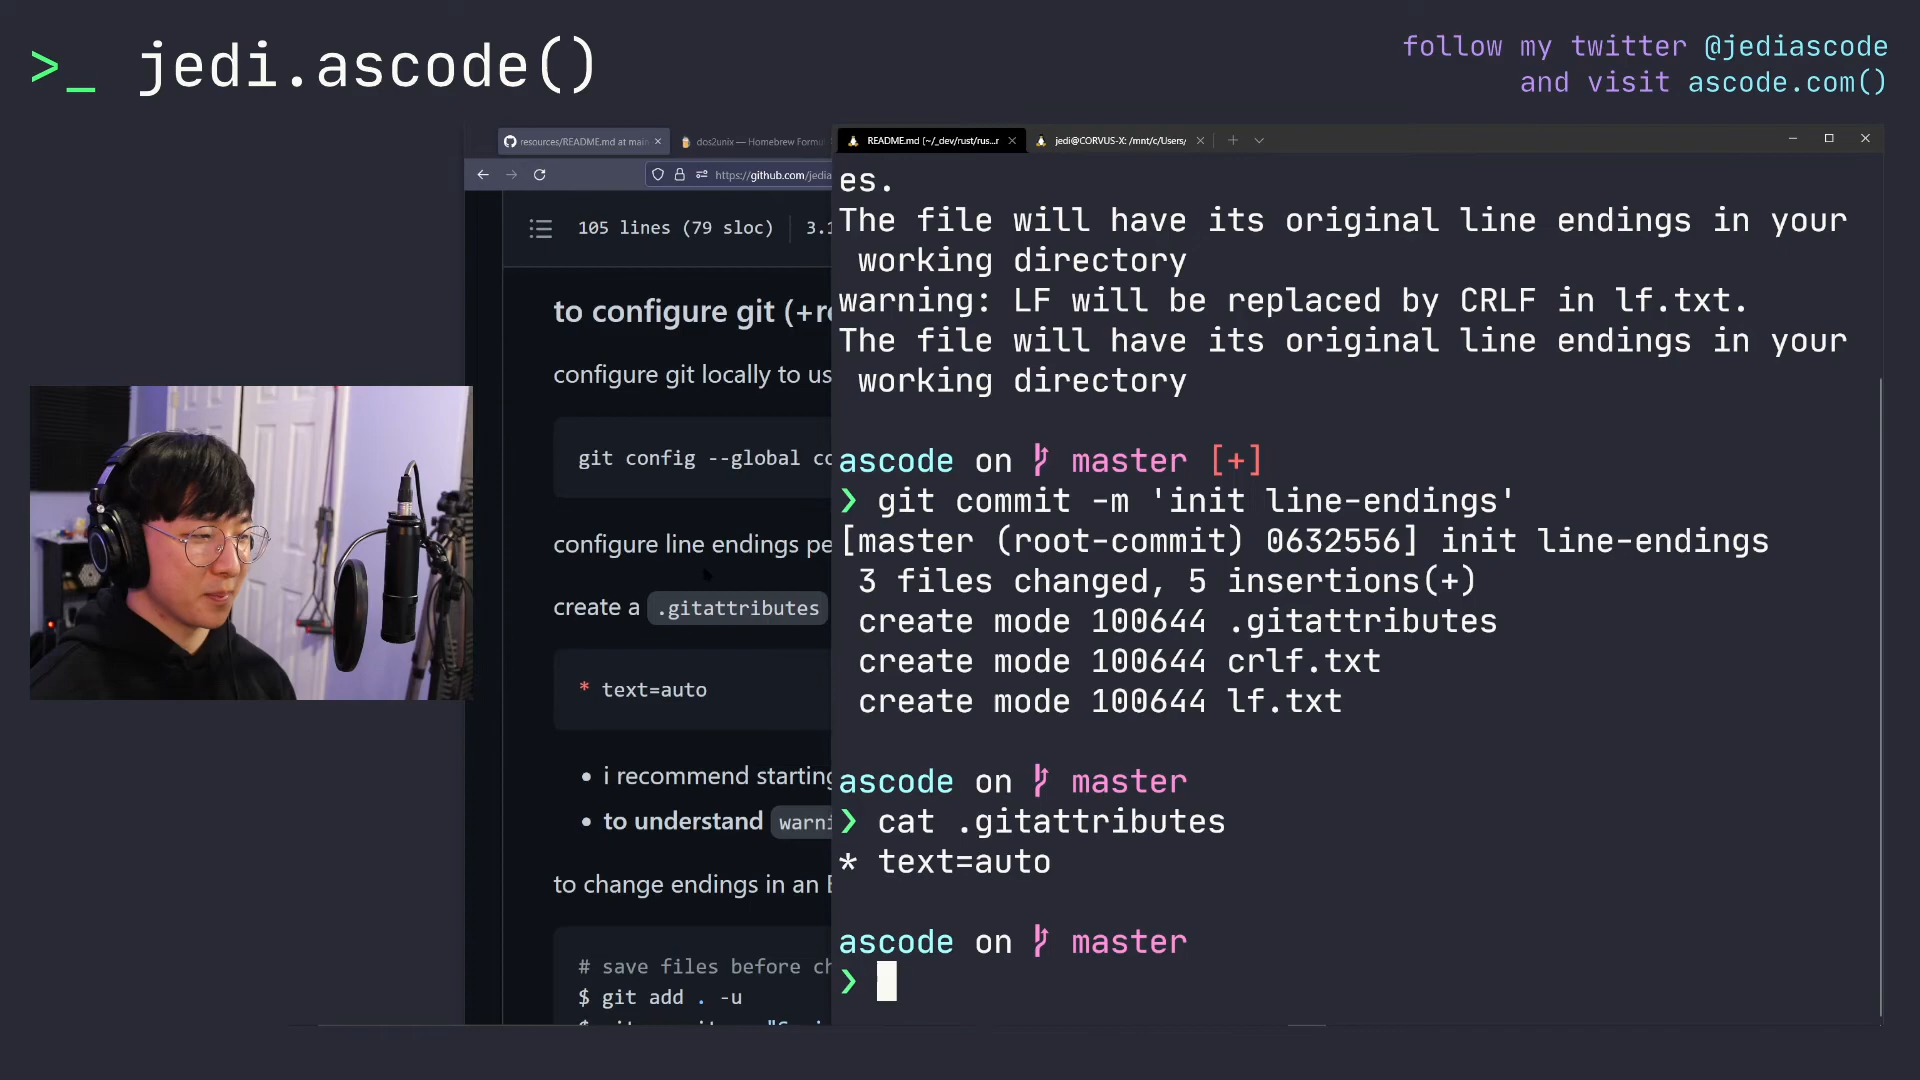 >_ jedi.ascode()
follow my twitter @jediascode
and visit ascode.com()
resources/README.md at main
dos2unix — Homebrew Formu
README.md [~/_dev/rust/rus...r
jedi@CORVUS-X: /mnt/c/Users/
https://github.com/jedia
105 lines (79 sloc)
3.1
to configure git (+r
configure git locally to us
git config --global co
configure line endings pe
create a .gitattributes
* text=auto
• i recommend starting
• to understand warni
to change endings in an
# save files before ch
$ git add . -u
es.
The file will have its original line endings in your
working directory
warning: LF will be replaced by CRLF in lf.txt.
The file will have its original line endings in your
working directory
ascode on master [+]
❯ git commit -m 'init line-endings'
[master (root-commit) 0632556] init line-endings
3 files changed, 5 insertions(+)
create mode 100644 .gitattributes
create mode 100644 crlf.txt
create mode 100644 lf.txt
ascode on master
❯ cat .gitattributes
* text=auto
ascode on master
❯